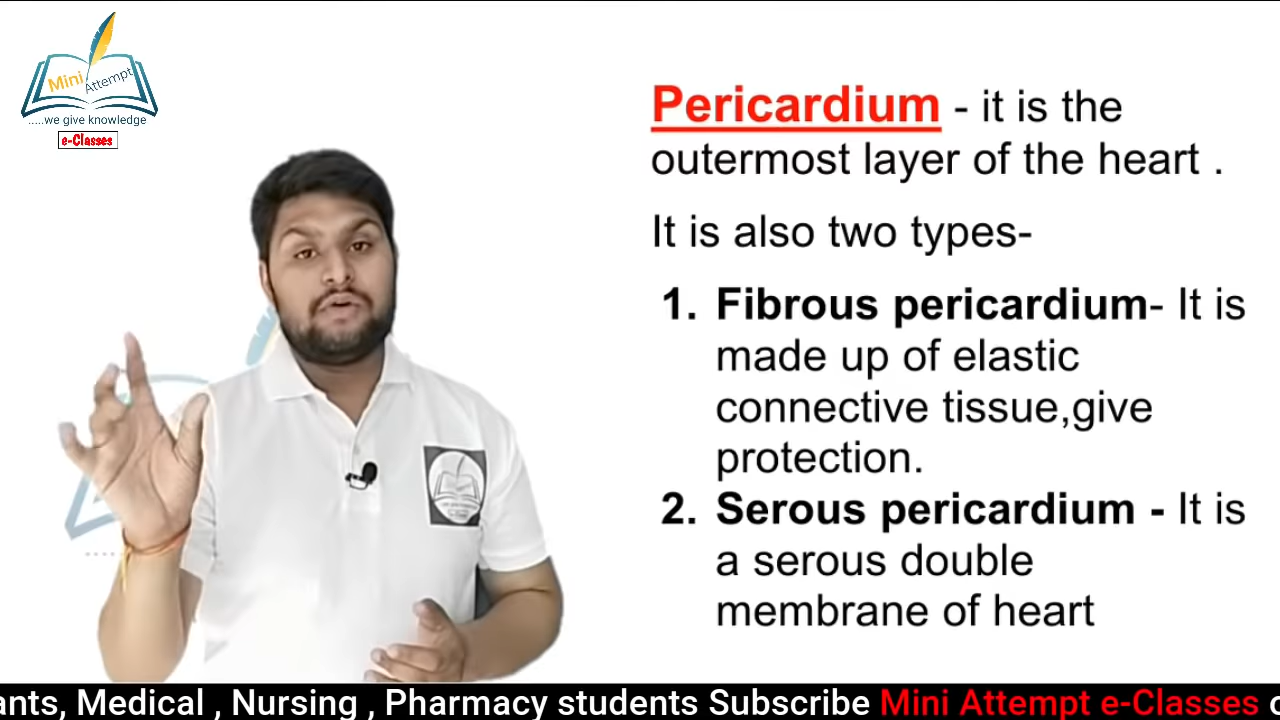 Mini Attempt
.....we give knowledge
e-Classes
Pericardium - it is the
outermost layer of the heart .
It is also two types-
1. Fibrous pericardium- It is
made up of elastic
connective tissue,give
protection.
2. Serous pericardium - It is
a serous double
membrane of heart
ants, Medical , Nursing , Pharmacy students Subscribe Mini Attempt e-Classes